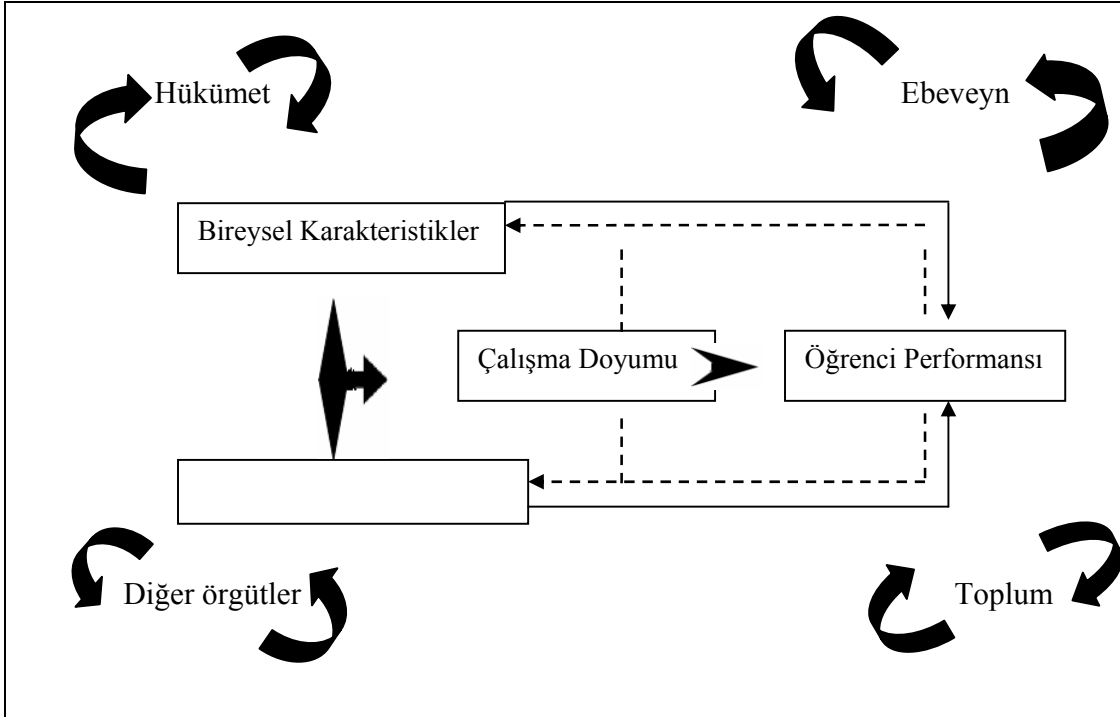 Hükümet
Ebeveyn
Bireysel Karakteristikler
Çalışma Doyumu
Öğrenci Performansı
Diğer örgütler
Toplum